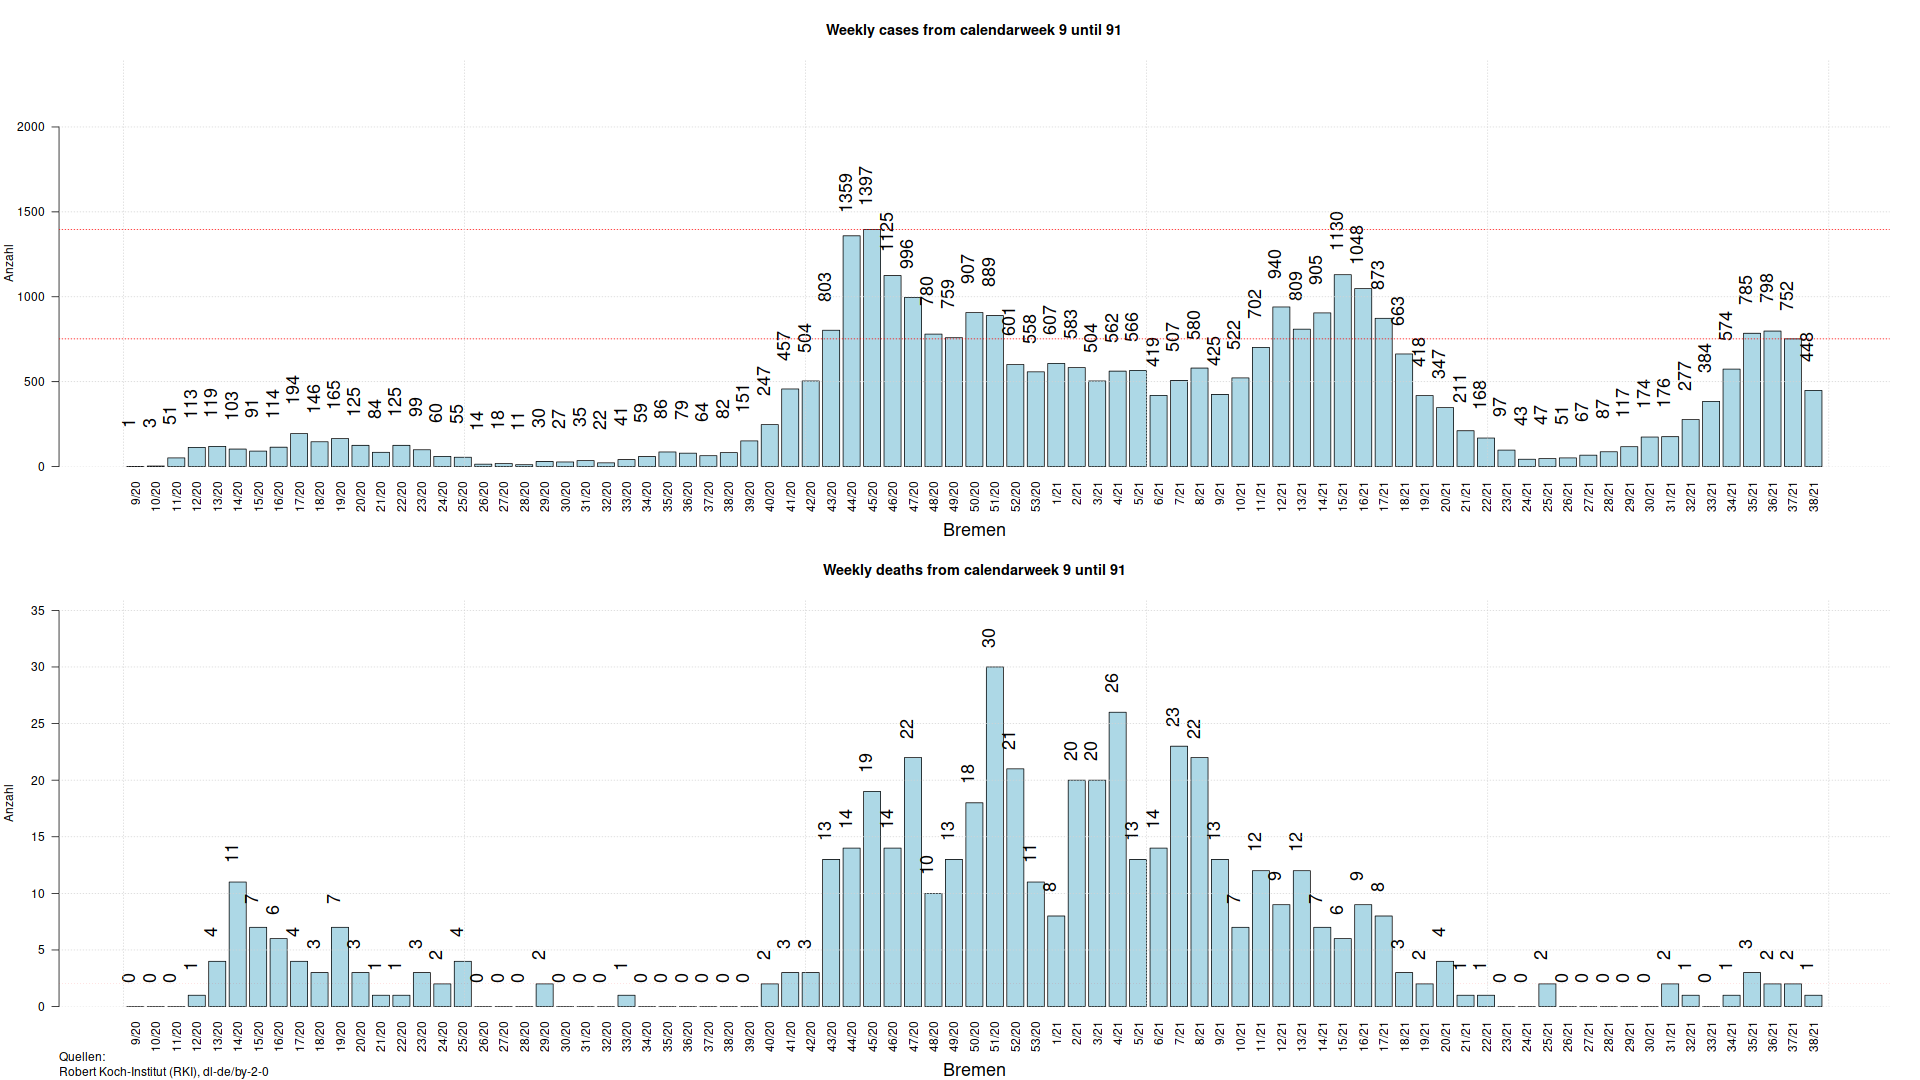 Weekly cases from calendarweek 9 until 91
Anzahl
2000
1500
1000
500
0
1 3 51 113 119 103 91 114 194 146 165 125 84 125 99 60 55 14 18 11 30 27 35 22 41 59 86 79 64 82 151 247 457 504 803 1359 1397 1125 996 780 759 907 889 601 558 607 583 504 562 566 419 507 580 425 522 702 940 809 905 1130 1048 873 663 418 347 211 168 97 43 47 51 67 87 117 174 176 277 384 574 785 798 752 448
9/20 10/20 11/20 12/20 13/20 14/20 15/20 16/20 17/20 18/20 19/20 20/20 21/20 22/20 23/20 24/20 25/20 26/20 27/20 28/20 29/20 30/20 31/20 32/20 33/20 34/20 35/20 36/20 37/20 38/20 39/20 40/20 41/20 42/20 43/20 44/20 45/20 46/20 47/20 48/20 49/20 50/20 51/20 52/20 53/20 1/21 2/21 3/21 4/21 5/21 6/21 7/21 8/21 9/21 10/21 11/21 12/21 13/21 14/21 15/21 16/21 17/21 18/21 19/21 20/21 21/21 22/21 23/21 24/21 25/21 26/21 27/21 28/21 29/21 30/21 31/21 32/21 33/21 34/21 35/21 36/21 37/21 38/21
Bremen
Weekly deaths from calendarweek 9 until 91
Anzahl
35
30
25
20
15
10
5
0
0 0 0 1 4 11 7 6 4 3 7 3 1 1 3 2 4 0 0 0 2 0 0 0 1 0 0 0 0 0 0 2 3 3 13 14 19 14 22 10 13 18 30 21 11 8 20 20 26 13 14 23 22 13 7 12 9 12 7 6 9 8 3 2 4 1 1 0 0 2 0 0 0 0 0 2 1 0 1 3 2 2 1
9/20 10/20 11/20 12/20 13/20 14/20 15/20 16/20 17/20 18/20 19/20 20/20 21/20 22/20 23/20 24/20 25/20 26/20 27/20 28/20 29/20 30/20 31/20 32/20 33/20 34/20 35/20 36/20 37/20 38/20 39/20 40/20 41/20 42/20 43/20 44/20 45/20 46/20 47/20 48/20 49/20 50/20 51/20 52/20 53/20 1/21 2/21 3/21 4/21 5/21 6/21 7/21 8/21 9/21 10/21 11/21 12/21 13/21 14/21 15/21 16/21 17/21 18/21 19/21 20/21 21/21 22/21 23/21 24/21 25/21 26/21 27/21 28/21 29/21 30/21 31/21 32/21 33/21 34/21 35/21 36/21 37/21 38/21
Bremen
Quellen:
Robert Koch-Institut (RKI), dl-de/by-2-0